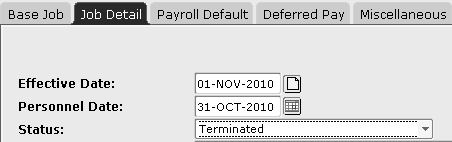 Base Job Job Detail Payroll Default Deferred Pay Miscellaneous
Effective Date: 01-NOV-2010
Personnel Date: 31-OCT-2010
Status: Terminated